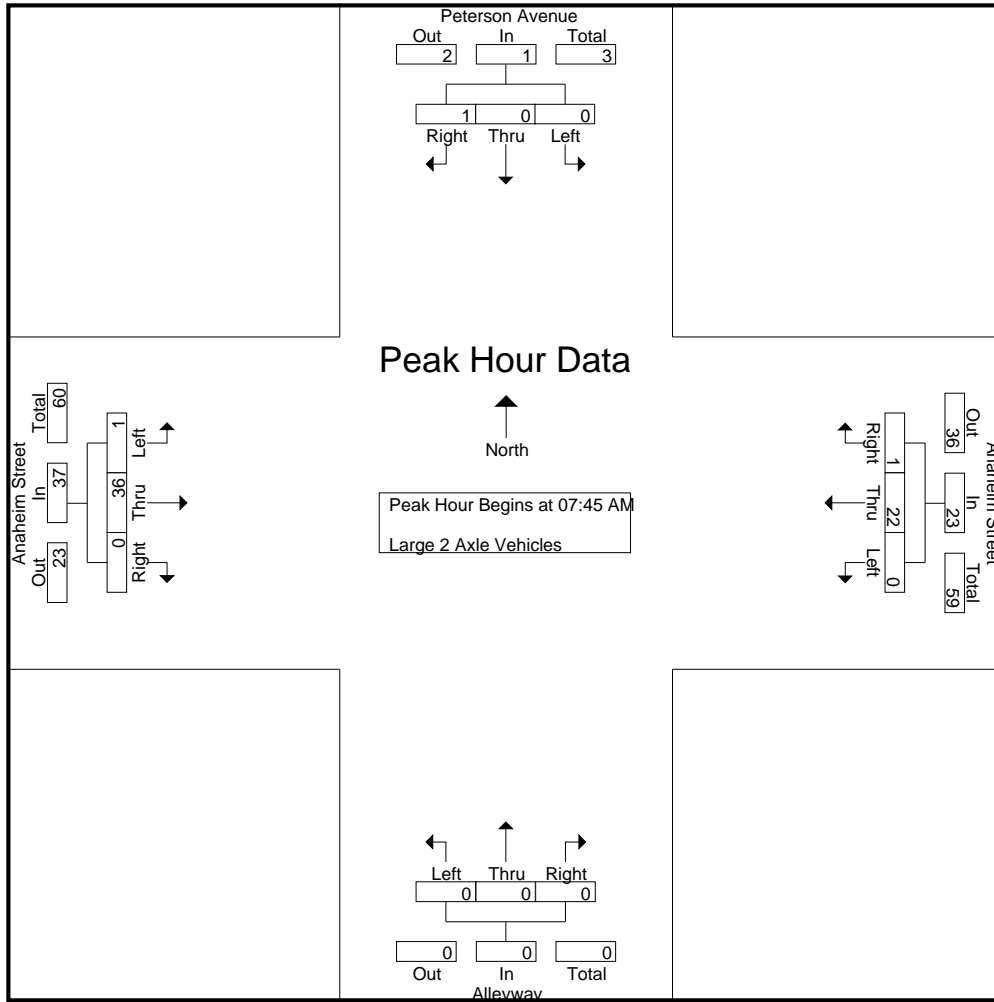 Peterson Avenue
Out In Total
2 1 3
1 0 0
Right Thru Left
Peak Hour Data
North
Peak Hour Begins at 07:45 AM
Large 2 Axle Vehicles
Anaheim Street
Out In Total
23 37 60
0 36 1
Right Thru Left
Anaheim Street
Out In Total
36 23 59
1 22 0
Right Thru Left
Left Thru Right
0 0 0
0 0 0
Out In Total
Alleyway